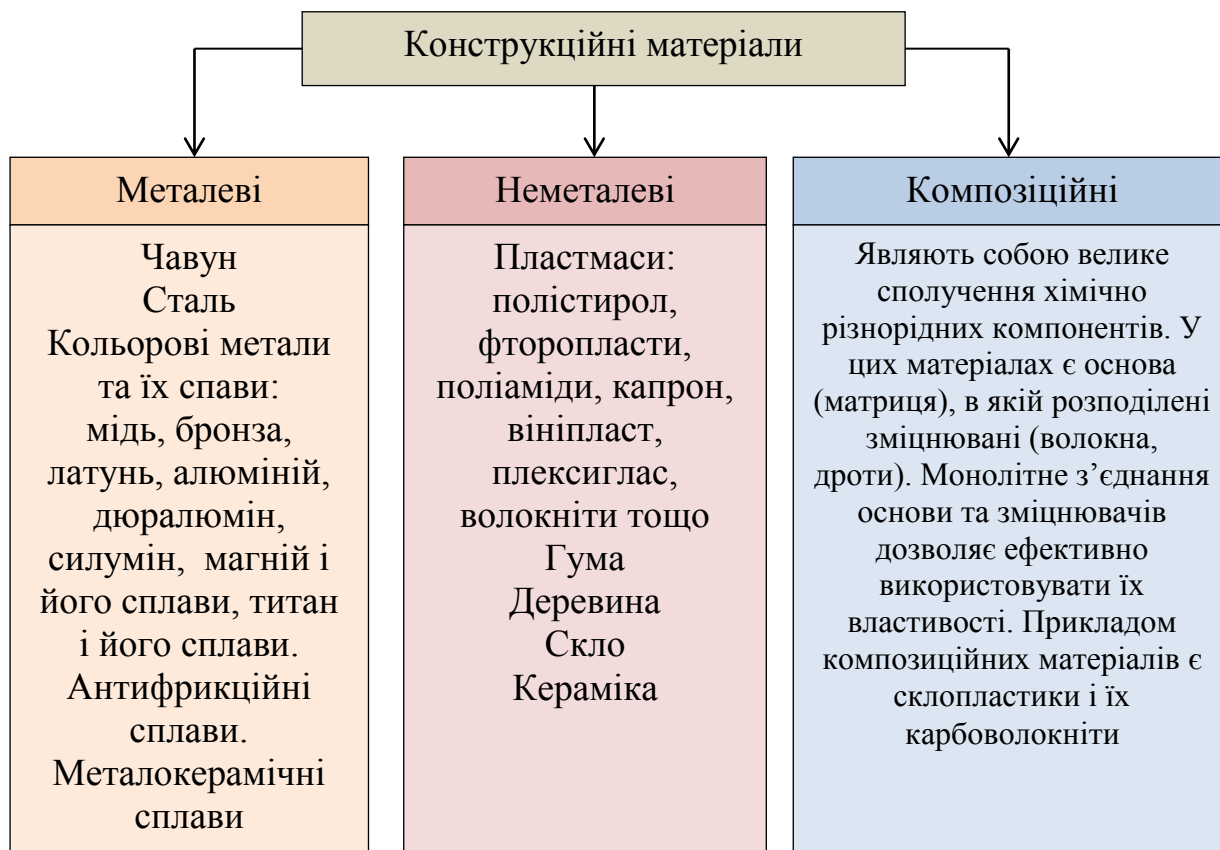 Конструкційні матеріали
Металеві
Чавун
Сталь
Кольорові метали
та їх спави:
мідь, бронза,
латунь, алюміній,
дюралюмін,
силумін, магній і
його сплави, титан
і його сплави.
Антифрикційні
сплави.
Металокерамічні
сплави
Неметалеві
Пластмаси:
полістирол,
фторопласти,
поліаміди, капрон,
вініпласт,
плексиглас,
волокніти тощо
Гума
Деревина
Скло
Кераміка
Композіційні
Являють собою велике
сполучення хімічно
різнорідних компонентів. У
цих матеріалах є основа
(матриця), в якій розподілені
зміцнювані (волокна,
дроти). Монолітне з’єднання
основи та зміцнювачів
дозволяє ефективно
використовувати їх
властивості. Прикладом
композиційних матеріалів є
склопластики і їх
карбоволокніти